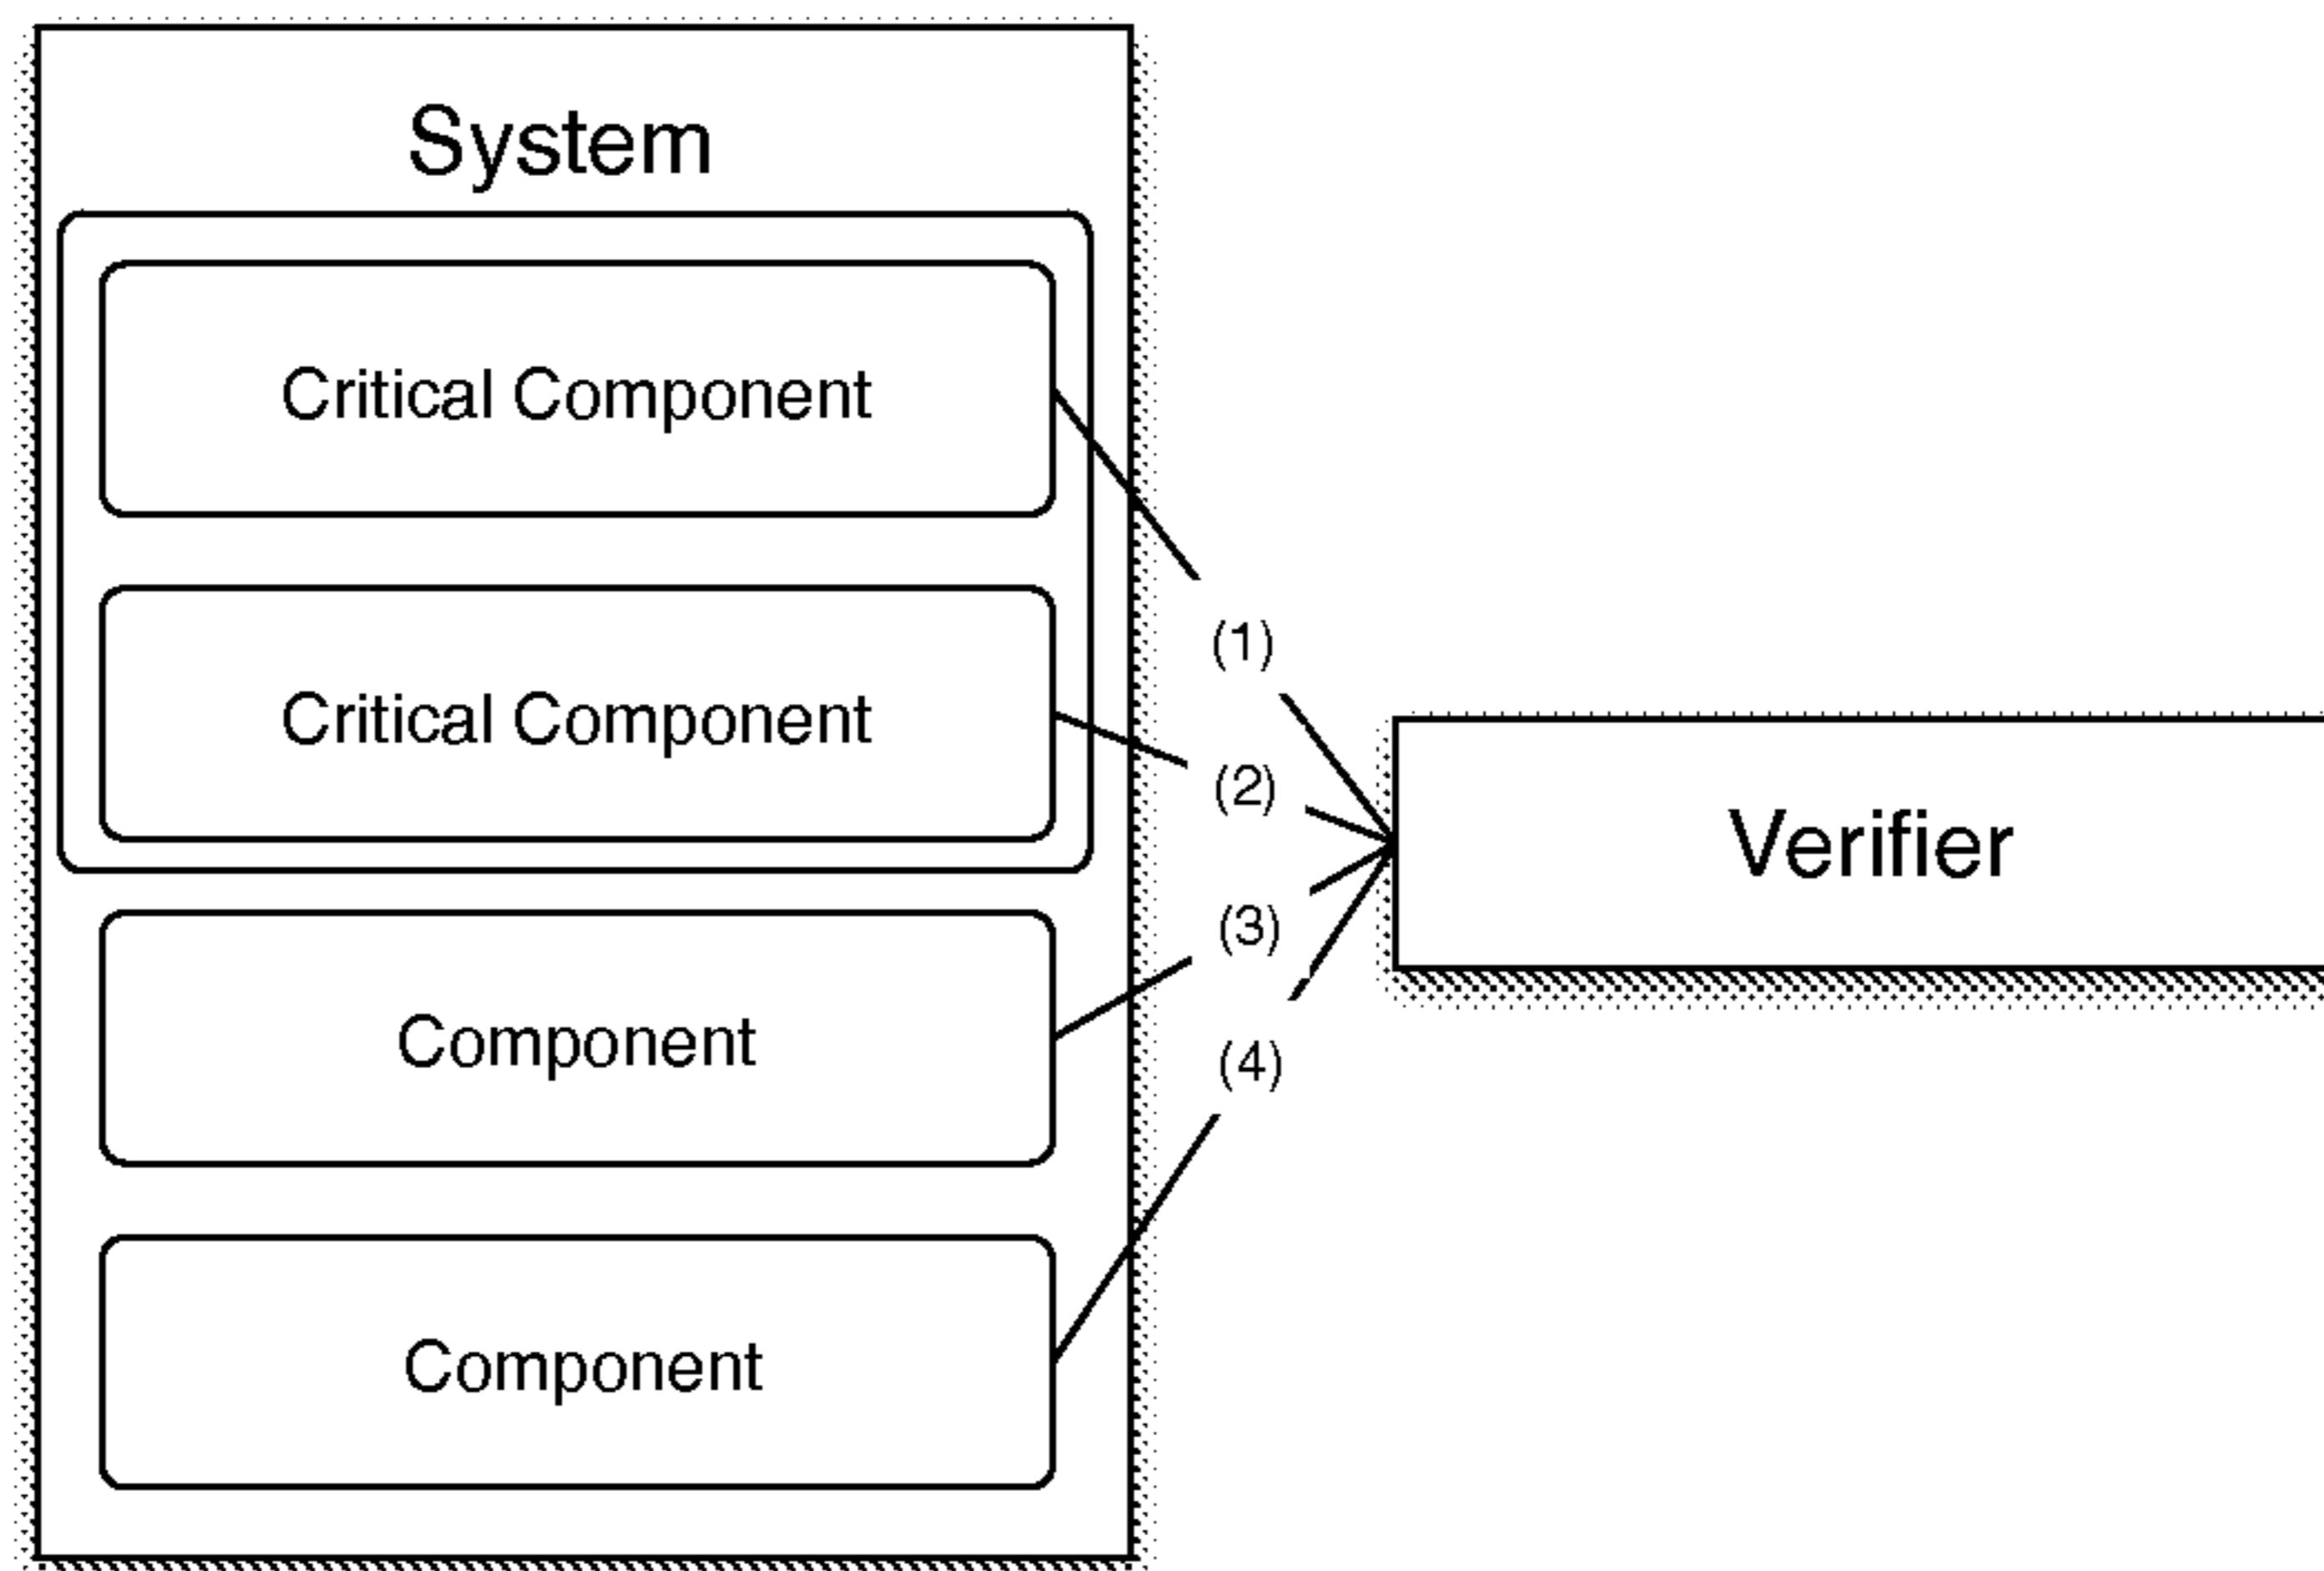 System
Critical Component
(1)
Critical Component
(2)
Verifier
(3)
Component
(4)
Component